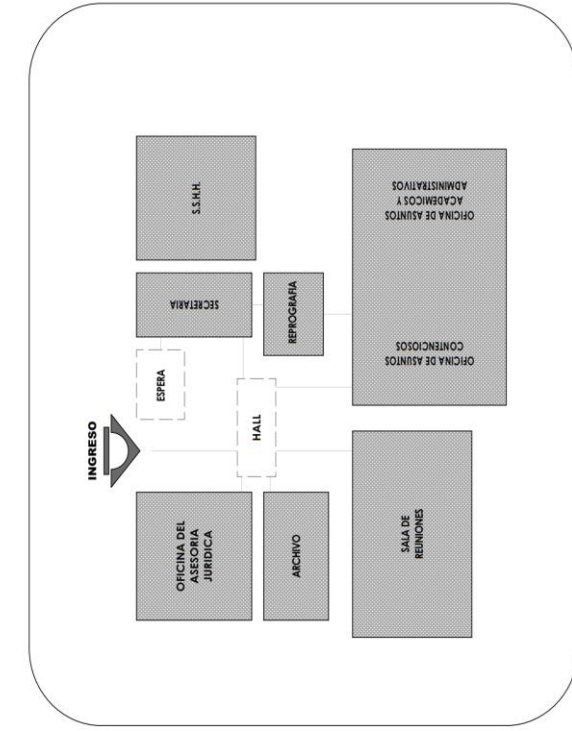 INGRESO
S.S.H.H.
SECRETARIA
ESPERA
HALL
REPROGRAFIA
OFICINA DE ASUNTOS
ACADEMICOS Y
ADMINISTRATIVOS
OFICINA DE ASUNTOS
CONTENCIOSOS
OFICINA DEL
ASESORIA
JURIDICA
ARCHIVO
SALA DE
REUNIONES